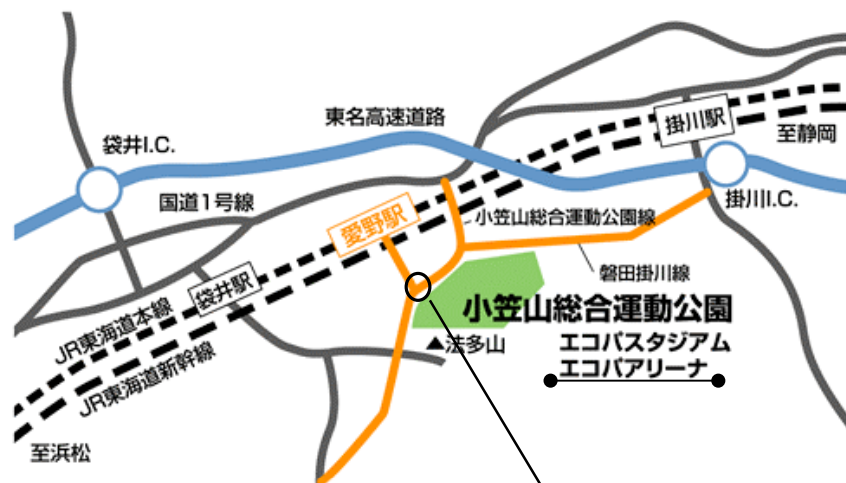 東名高速道路
掛川駅
至静岡
袋井I.C.
掛川I.C.
国道1号線
愛野駅
小笠山総合運動公園線
磐田掛川線
袋井駅
小笠山総合運動公園
エコパスタジアム
エコパアリーナ
▲法多山
JR東海道本線
JR東海道新幹線
至浜松